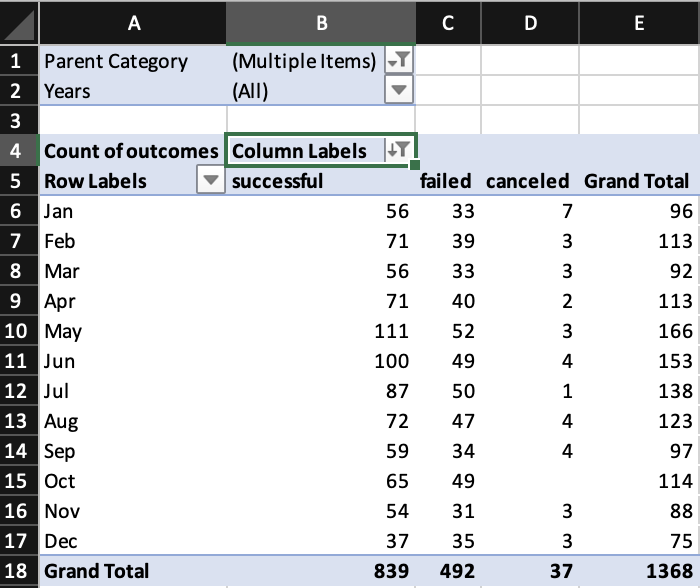 A B C D E
1 Parent Category (Multiple Items)
2 Years (All)
3
4 Count of outcomes Column Labels
5 Row Labels successful failed canceled Grand Total
6 Jan 56 33 7 96
7 Feb 71 39 3 113
8 Mar 56 33 3 92
9 Apr 71 40 2 113
10 May 111 52 3 166
11 Jun 100 49 4 153
12 Jul 87 50 1 138
13 Aug 72 47 4 123
14 Sep 59 34 4 97
15 Oct 65 49 114
16 Nov 54 31 3 88
17 Dec 37 35 3 75
18 Grand Total 839 492 37 1368